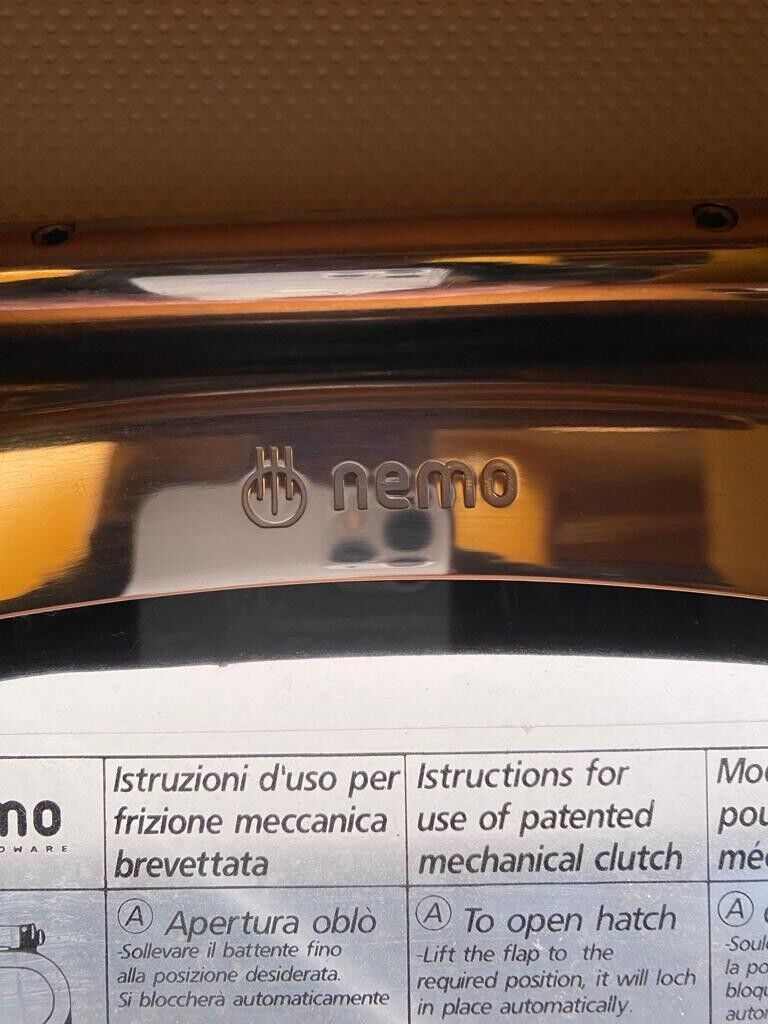 nemo
Istruzioni d'uso per
frizione meccanica
brevettata
Istructions for
use of patented
mechanical clutch
A Apertura oblò
-Sollevare il battente fino
alla posizione desiderata.
Si bloccherà automaticamente
A To open hatch
-Lift the flap to the
required position, it will loch
in place automatically.
A
la